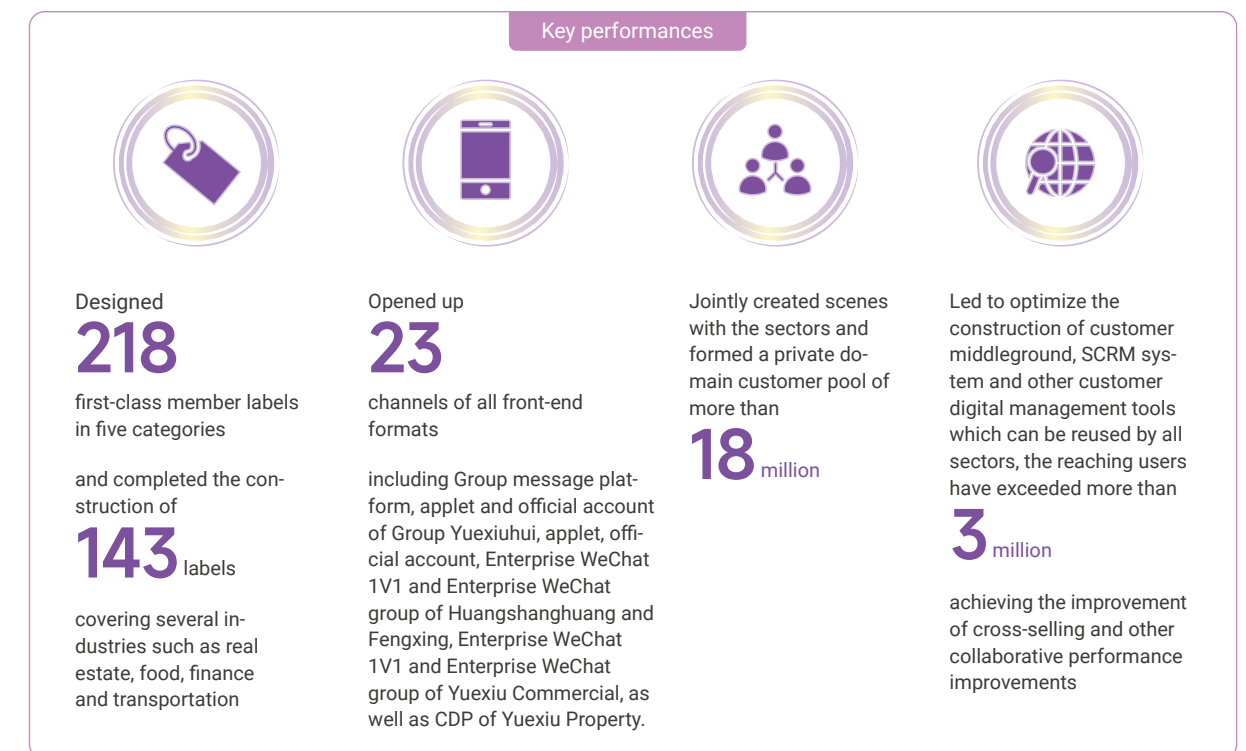 Key performances
Designed
218
first-class member labels
in five categories
and completed the con-
struction of
143 labels
covering several in-
dustries such as real
estate, food, finance
and transportation
Opened up
23
channels of all front-end
formats
including Group message plat-
form, applet and official account
of Group Yuexiuhui, applet, offi-
cial account, Enterprise WeChat
1V1 and Enterprise WeChat
group of Huangshanghuang and
Fengxing, Enterprise WeChat
1V1 and Enterprise WeChat
group of Yuexiu Commercial, as
well as CDP of Yuexiu Property.
Jointly created scenes
with the sectors and
formed a private do-
main customer pool of
more than
18 million
Led to optimize the
construction of customer
middleground, SCRM sys-
tem and other customer
digital management tools
which can be reused by all
sectors, the reaching users
have exceeded more than
3 million
achieving the improvement
of cross-selling and other
collaborative performance
improvements